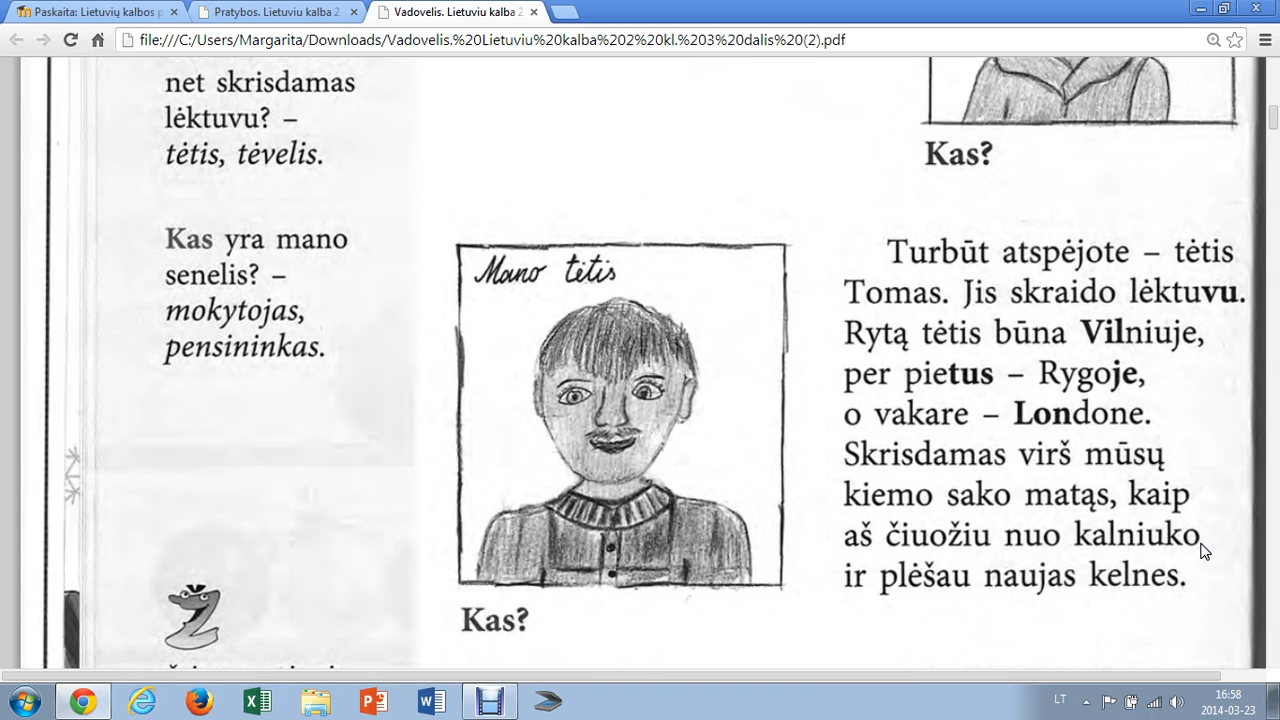 Paskaita: Lietuvių kalbos p
Pratybos. Lietuviu kalba 2
Vadovelis. Lietuviu kalba 2
file:///C:/Users/Margarita/Downloads/Vadovelis.%20Lietuviu%20kalba%202%20kl.%203%20dalis%20(2).pdf
net skrisdamas
lėktuvu? –
tėtis, tėvelis.
Kas yra mano
senelis? –
mokytojas,
pensininkas.
Kas?
Mano tėtis
Kas?
Turbūt atspėjote – tėtis
Tomas. Jis skraido lėktuvu.
Rytą tėtis būna Vilniuje,
per pietus – Rygoje,
o vakare – Londone.
Skrisdamas virš mūsų
kiemo sako matąs, kaip
aš čiuožiu nuo kalniuko
ir plėšau naujas kelnes.
LT
16:58
2014-03-23